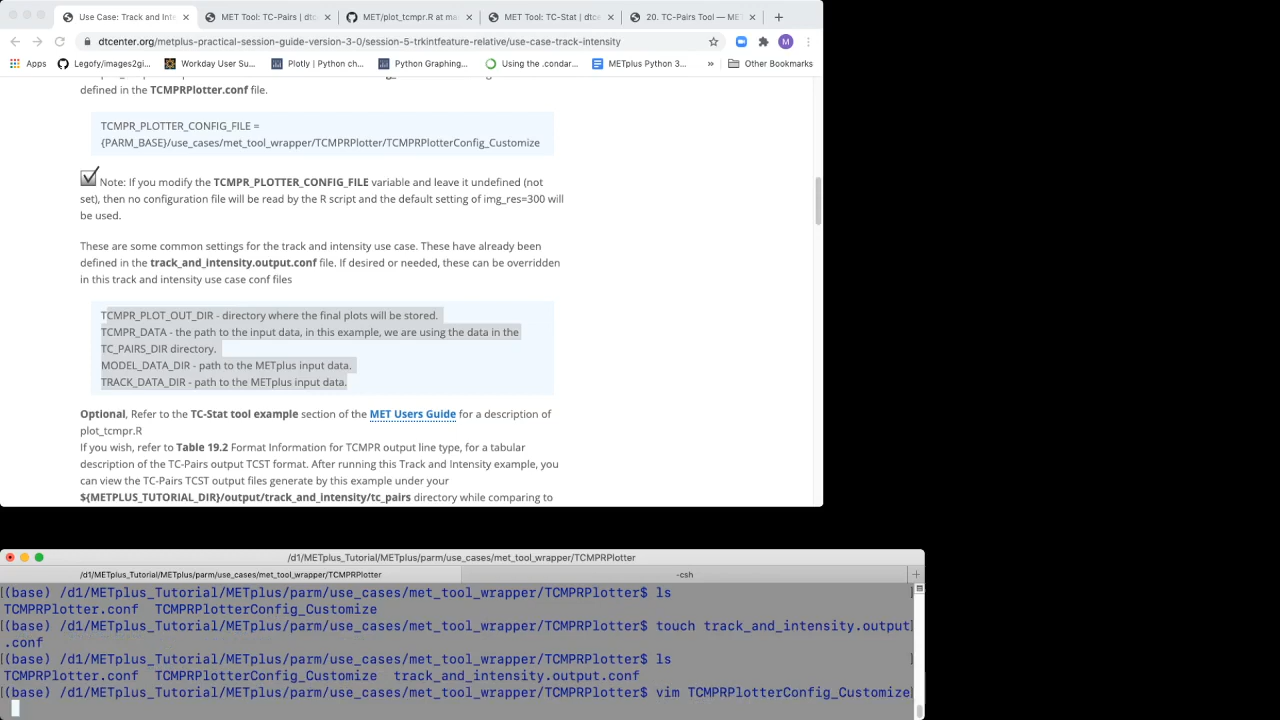 Use Case: Track and Inte
MET Tool: TC-Pairs | dtc
MET/plot_tcmpr.R at ma
MET Tool: TC-Stat | dtce
20. TC-Pairs Tool — MET
dtcenter.org/metplus-practical-session-guide-version-3-0/session-5-trkintfeature-relative/use-case-track-intensity
M
Apps Legofy/images2gi... Workday User Su... Plotly | Python ch... Python Graphing... Using the .condar... METplus Python 3... » Other Bookmarks
defined in the TCMPRPlotter.conf file.
TCMPR_PLOTTER_CONFIG_FILE =
{PARM_BASE}/use_cases/met_tool_wrapper/TCMPRPlotter/TCMPRPlotterConfig_Customize
Note: If you modify the TCMPR_PLOTTER_CONFIG_FILE variable and leave it undefined (not
set), then no configuration file will be read by the R script and the default setting of img_res=300 will
be used.
These are some common settings for the track and intensity use case. These have already been
defined in the track_and_intensity.output.conf file. If desired or needed, these can be overridden
in this track and intensity use case conf files
TCMPR_PLOT_OUT_DIR - directory where the final plots will be stored.
TCMPR_DATA - the path to the input data, in this example, we are using the data in the
TC_PAIRS_DIR directory.
MODEL_DATA_DIR - path to the METplus input data.
TRACK_DATA_DIR - path to the METplus input data.
Optional, Refer to the TC-Stat tool example section of the MET Users Guide for a description of
plot_tcmpr.R
If you wish, refer to Table 19.2 Format Information for TCMPR output line type, for a tabular
description of the TC-Pairs output TCST format. After running this Track and Intensity example, you
can view the TC-Pairs TCST output files generate by this example under your
${METPLUS_TUTORIAL_DIR}/output/track_and_intensity/tc_pairs directory while comparing to
/d1/METplus_Tutorial/METplus/parm/use_cases/met_tool_wrapper/TCMPRPlotter
/d1/METplus_Tutorial/METplus/parm/use_cases/met_tool_wrapper/TCMPRPlotter -csh
[(base) /d1/METplus_Tutorial/METplus/parm/use_cases/met_tool_wrapper/TCMPRPlotter$ ls ]
TCMPRPlotter.conf TCMPRPlotterConfig_Customize
[(base) /d1/METplus_Tutorial/METplus/parm/use_cases/met_tool_wrapper/TCMPRPlotter$ touch track_and_intensity.output]
[.conf
[(base) /d1/METplus_Tutorial/METplus/parm/use_cases/met_tool_wrapper/TCMPRPlotter$ ls ]
TCMPRPlotter.conf TCMPRPlotterConfig_Customize track_and_intensity.output.conf
[(base) /d1/METplus_Tutorial/METplus/parm/use_cases/met_tool_wrapper/TCMPRPlotter$ vim TCMPRPlotterConfig_Customize]